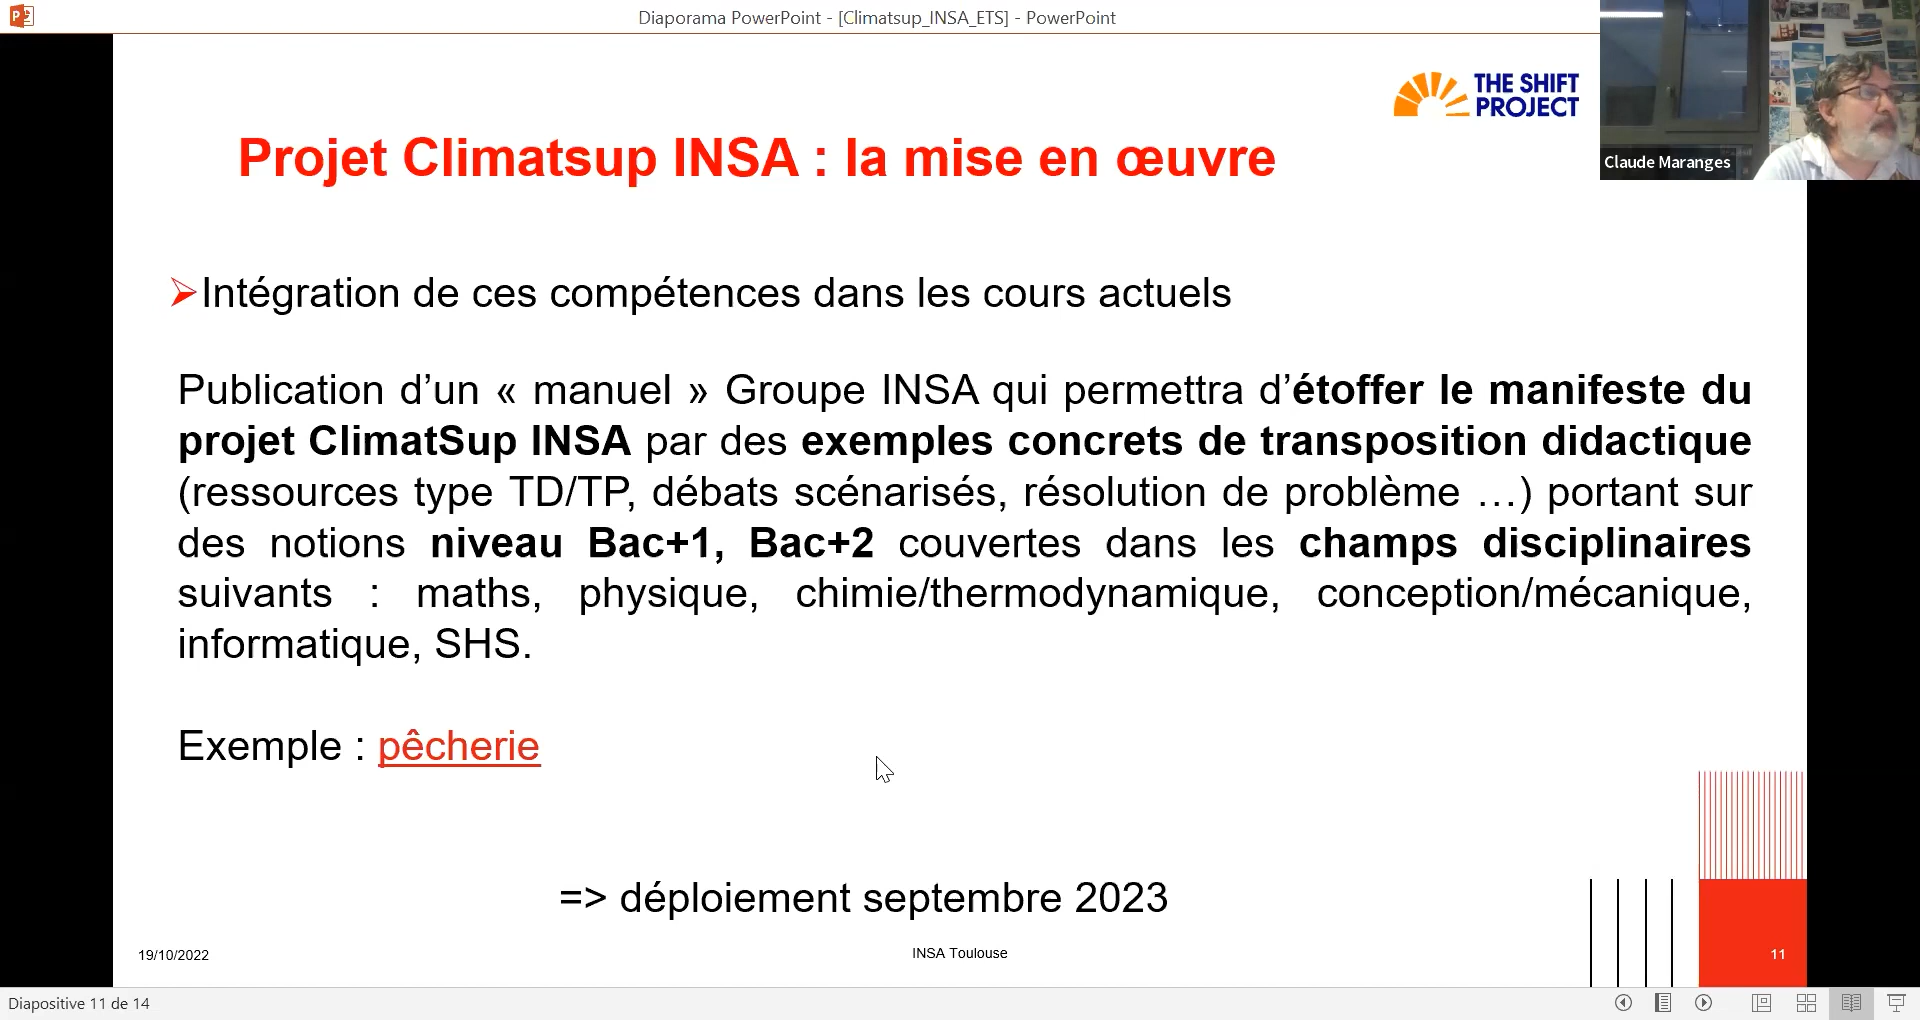 Diaporama PowerPoint - [Climatsup_INSA_ETS] - PowerPoint
THE SHIFT
PROJECT
Claude Maranges
Projet Climatsup INSA : la mise en œuvre
Intégration de ces compétences dans les cours actuels
Publication d’un « manuel » Groupe INSA qui permettra d’étoffer le manifeste du
projet ClimatSup INSA par des exemples concrets de transposition didactique
(ressources type TD/TP, débats scénarisés, résolution de problème …) portant sur
des notions niveau Bac+1, Bac+2 couvertes dans les champs disciplinaires
suivants : maths, physique, chimie/thermodynamique, conception/mécanique,
informatique, SHS.
Exemple : pêcherie
=> déploiement septembre 2023
19/10/2022
INSA Toulouse
11
Diapositive 11 de 14